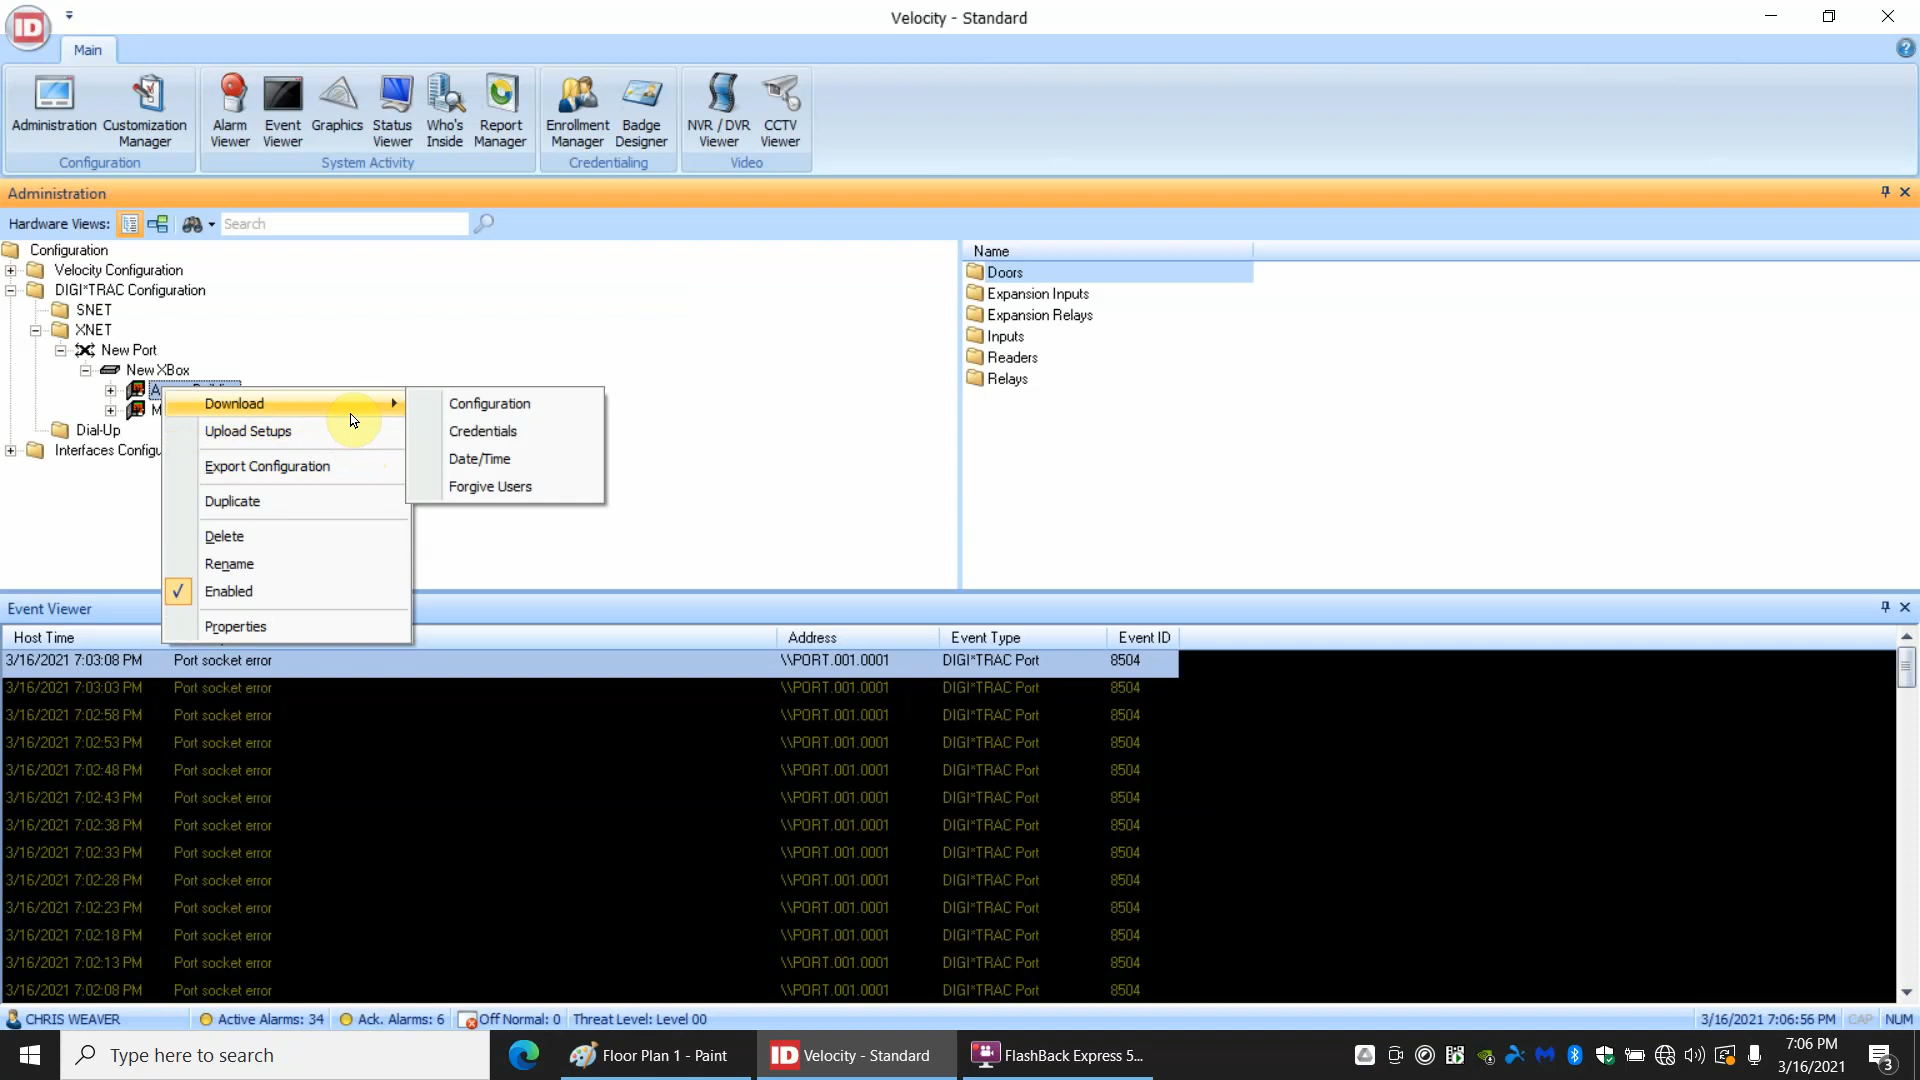 ID
Velocity - Standard
Main
Administration
Customization Manager
Alarm Viewer
Event Viewer
Graphics
Status Viewer
Who's Inside
Report Manager
Enrollment Manager
Badge Designer
NVR / DVR Viewer
CCTV Viewer
Configuration
System Activity
Credentialing
Video
Administration
Hardware Views:
Search
Configuration
Velocity Configuration
DIGI*TRAC Configuration
SNET
XNET
New Port
New XBox
Dial-Up
Interfaces Configu
Download
Upload Setups
Export Configuration
Duplicate
Delete
Rename
Enabled
Properties
Configuration
Credentials
Date/Time
Forgive Users
Name
Doors
Expansion Inputs
Expansion Relays
Inputs
Readers
Relays
Event Viewer
Host Time Address Event Type Event ID
3/16/2021 7:03:08 PM Port socket error \\PORT.001.0001 DIGI*TRAC Port 8504
3/16/2021 7:03:03 PM Port socket error \\PORT.001.0001 DIGI*TRAC Port 8504
3/16/2021 7:02:58 PM Port socket error \\PORT.001.0001 DIGI*TRAC Port 8504
3/16/2021 7:02:53 PM Port socket error \\PORT.001.0001 DIGI*TRAC Port 8504
3/16/2021 7:02:48 PM Port socket error \\PORT.001.0001 DIGI*TRAC Port 8504
3/16/2021 7:02:43 PM Port socket error \\PORT.001.0001 DIGI*TRAC Port 8504
3/16/2021 7:02:38 PM Port socket error \\PORT.001.0001 DIGI*TRAC Port 8504
3/16/2021 7:02:33 PM Port socket error \\PORT.001.0001 DIGI*TRAC Port 8504
3/16/2021 7:02:28 PM Port socket error \\PORT.001.0001 DIGI*TRAC Port 8504
3/16/2021 7:02:23 PM Port socket error \\PORT.001.0001 DIGI*TRAC Port 8504
3/16/2021 7:02:18 PM Port socket error \\PORT.001.0001 DIGI*TRAC Port 8504
3/16/2021 7:02:13 PM Port socket error \\PORT.001.0001 DIGI*TRAC Port 8504
3/16/2021 7:02:08 PM Port socket error \\PORT.001.0001 DIGI*TRAC Port 8504
CHRIS WEAVER Active Alarms: 34 Ack. Alarms: 6 Off Normal: 0 Threat Level: Level 00 3/16/2021 7:06:56 PM CAP NUM
Type here to search
Floor Plan 1 - Paint
ID Velocity - Standard
FlashBack Express 5...
7:06 PM
3/16/2021
3